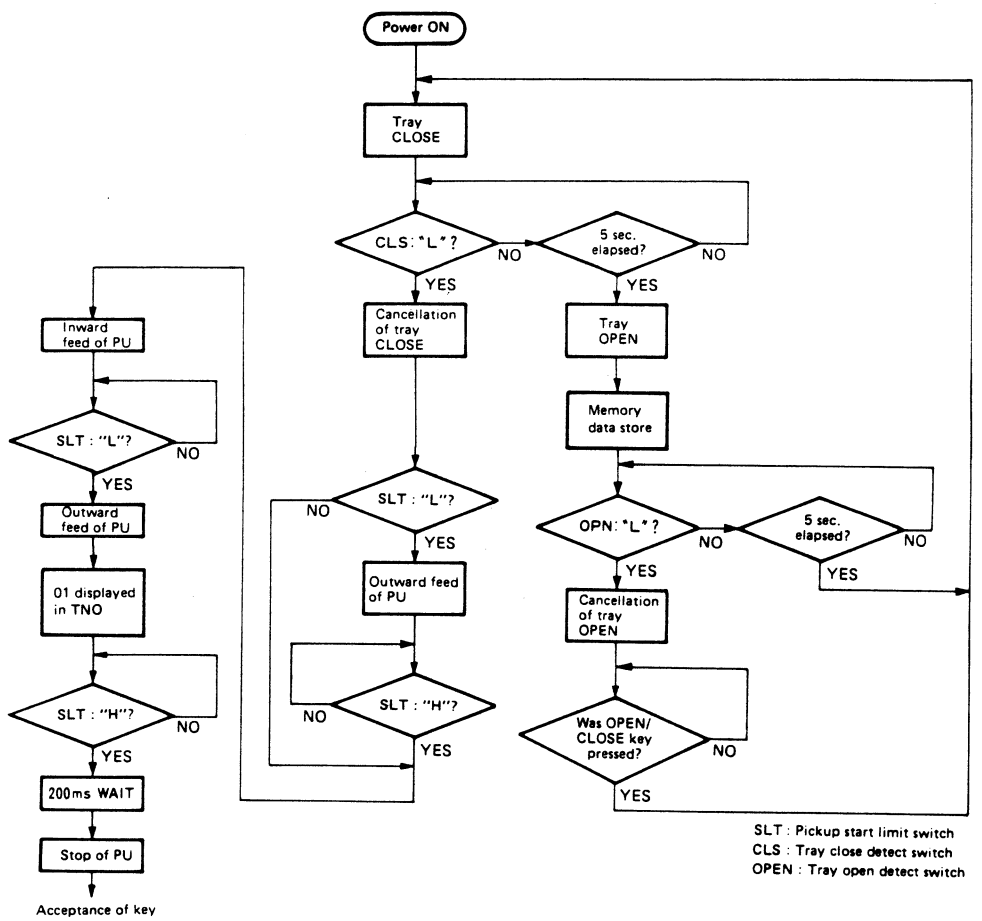 Power ON
Tray
CLOSE
CLS: "L" ?
NO
5 sec.
elapsed?
NO
YES
YES
Cancellation
of tray
CLOSE
Tray
OPEN
Memory
data store
Inward
feed of PU
SLT : "L"?
NO
YES
Outward
feed of PU
01 displayed
in TNO
SLT : "H"?
NO
YES
200ms WAIT
Stop of PU
Acceptance of key
SLT : "L"?
NO
YES
Outward feed
of PU
SLT : "H"?
NO
YES
OPN: "L" ?
NO
5 sec.
elapsed?
NO
YES
YES
Cancellation
of tray
OPEN
Was OPEN/
CLOSE key
pressed?
NO
YES
SLT : Pickup start limit switch
CLS : Tray close detect switch
OPEN : Tray open detect switch